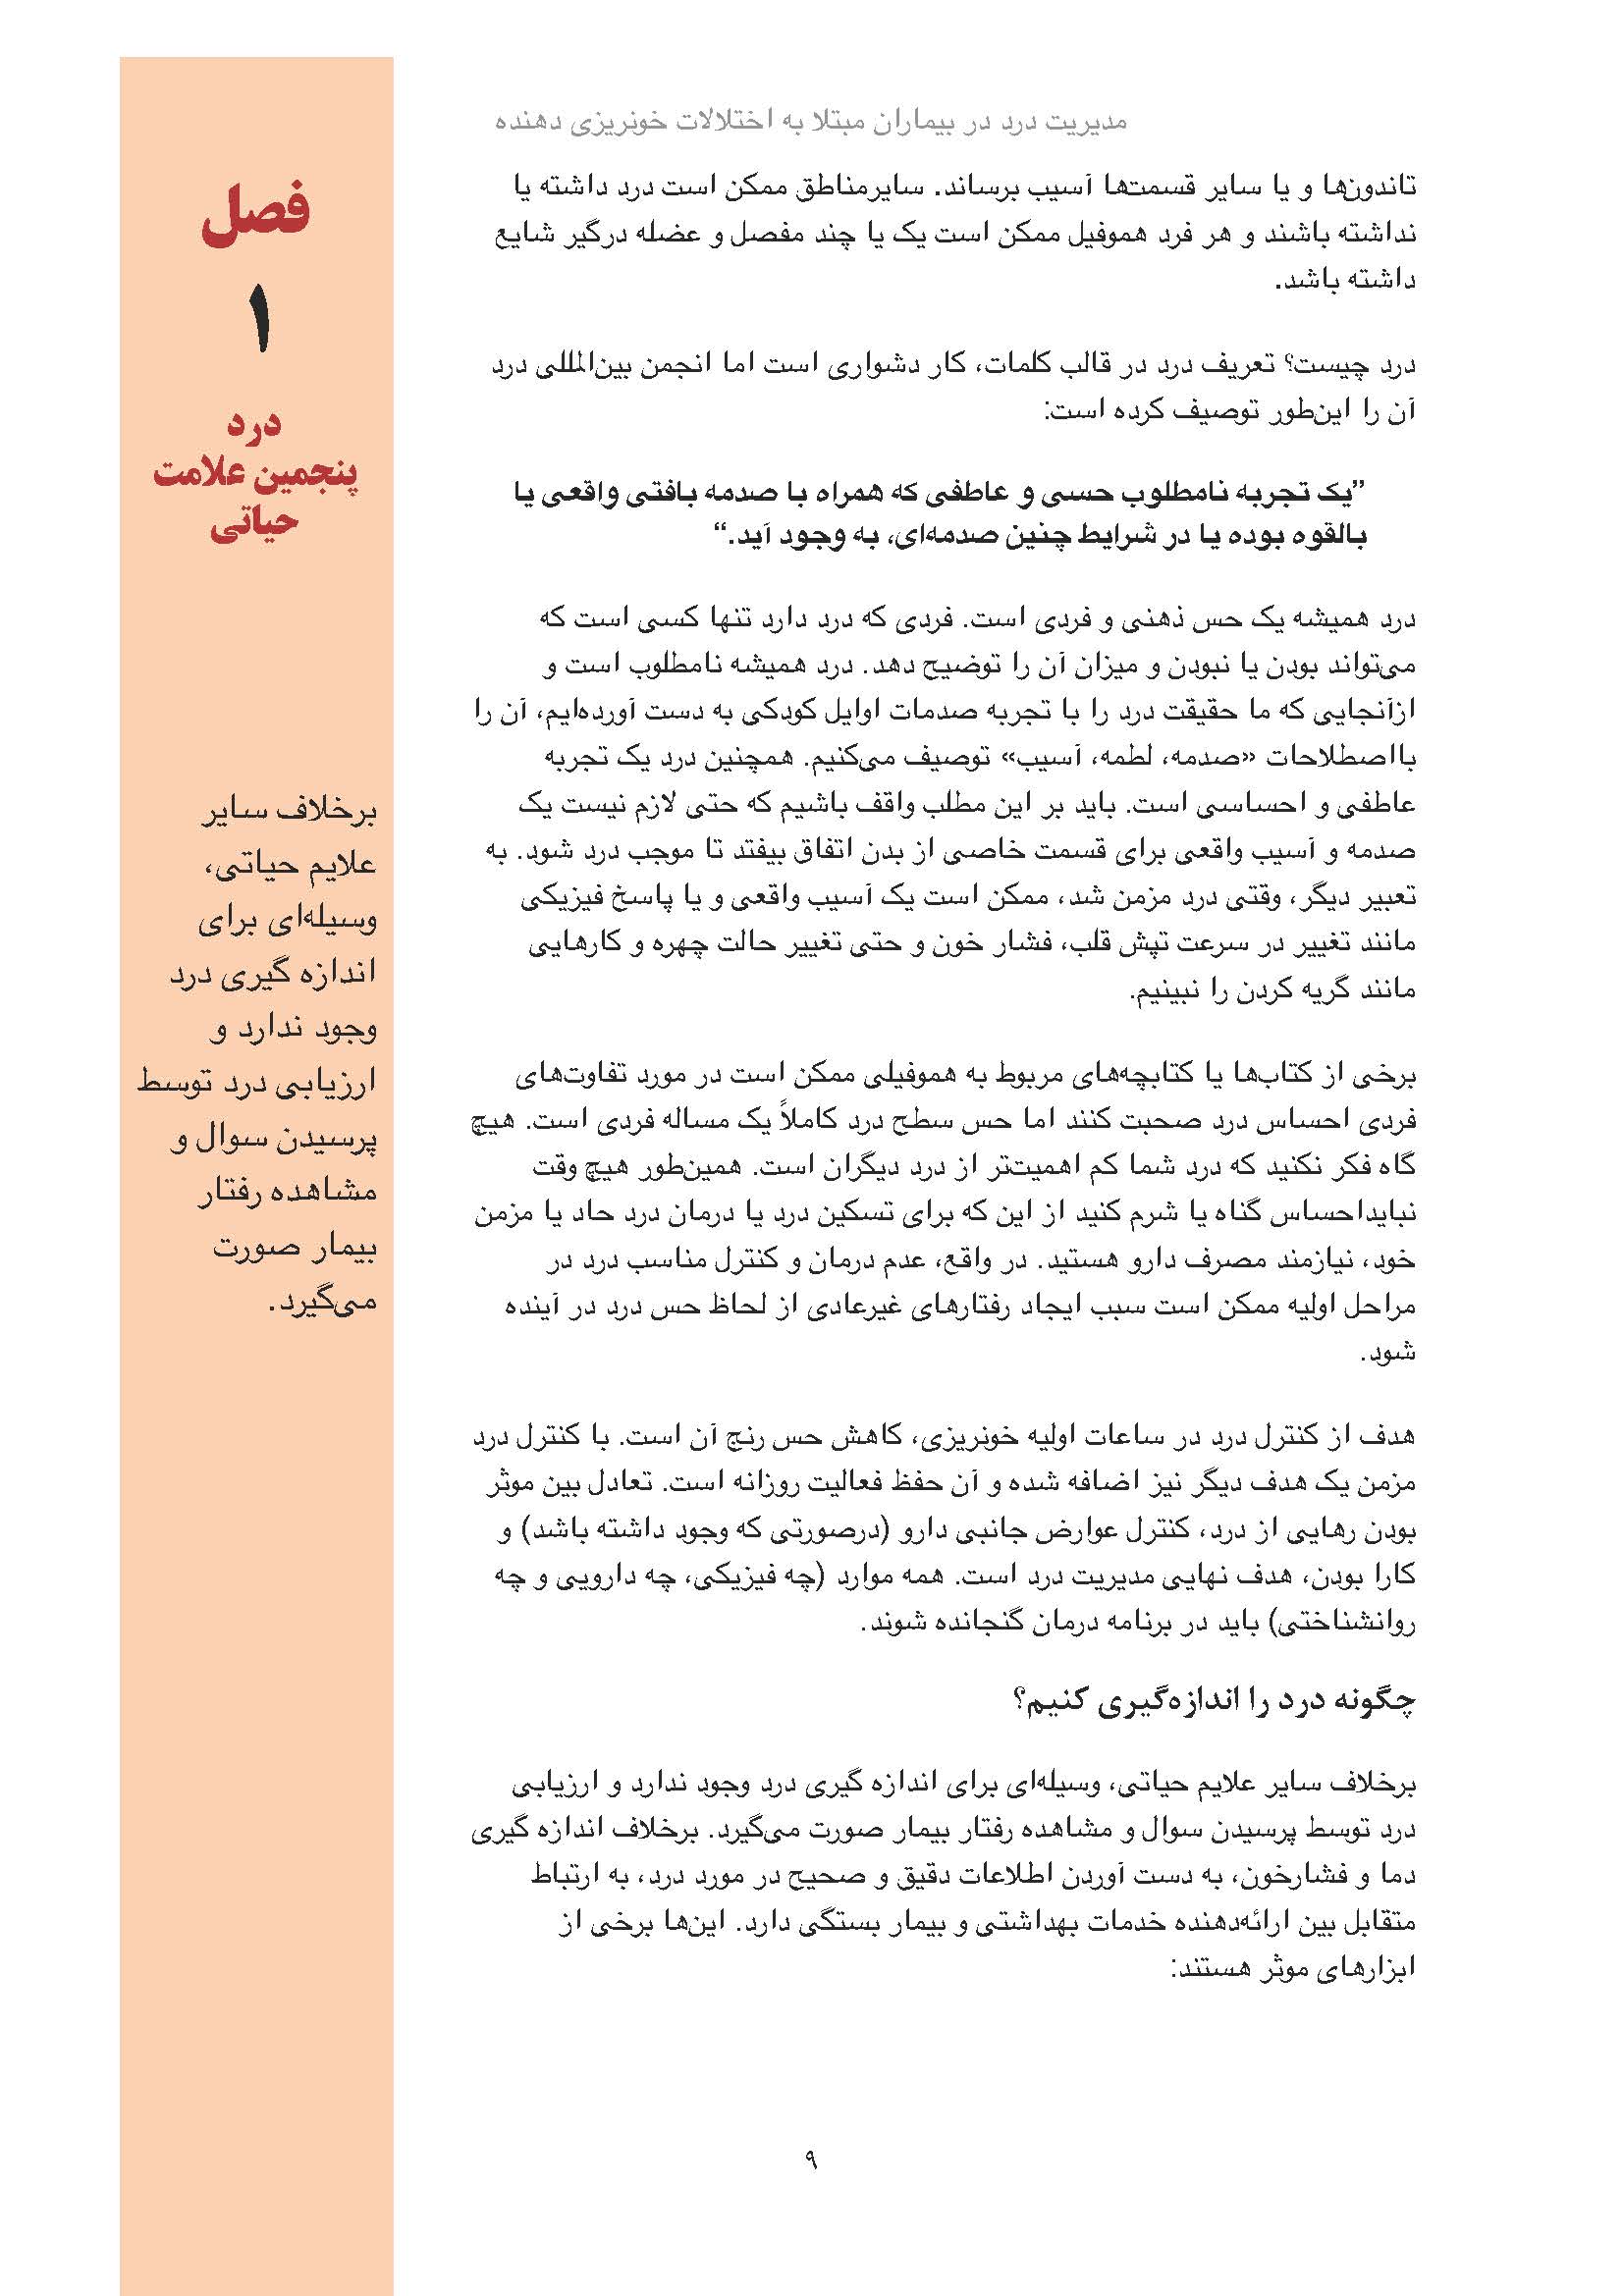 مدیریت درد در بیماران مبتلا به اختلالات خونریزی دهنده
تاندون‌ها و یا سایر قسمت‌ها آسیب برساند. سایرمناطق ممکن است درد داشته یا
نداشته باشند و هر فرد هموفیل ممکن است یک یا چند مفصل و عضله درگیر شایع
داشته باشد.
درد چیست؟ تعریف درد در قالب کلمات، کار دشواری است اما انجمن بین‌المللی درد
آن را این‌طور توصیف کرده است:
”یک تجربه نامطلوب حسی و عاطفی که همراه با صدمه بافتی واقعی یا
بالقوه بوده یا در شرایط چنین صدمه‌ای، به وجود آید.“
درد همیشه یک حس ذهنی و فردی است. فردی که درد دارد تنها کسی است که
می‌تواند بودن یا نبودن و میزان آن را توضیح دهد. درد همیشه نامطلوب است و
ازآنجایی که ما حقیقت درد را با تجربه صدمات اوایل کودکی به دست آورده‌ایم، آن را
بااصطلاحات «صدمه، لطمه، آسیب» توصیف می‌کنیم. همچنین درد یک تجربه
عاطفی و احساسی است. باید بر این مطلب واقف باشیم که حتی لازم نیست یک
صدمه و آسیب واقعی برای قسمت خاصی از بدن اتفاق بیفتد تا موجب درد شود. به
تعبیر دیگر، وقتی درد مزمن شد، ممکن است یک آسیب واقعی و یا پاسخ فیزیکی
مانند تغییر در سرعت تپش قلب، فشار خون و حتی تغییر حالت چهره و کارهایی
مانند گریه کردن را نبینیم.
برخی از کتاب‌ها یا کتابچه‌های مربوط به هموفیلی ممکن است در مورد تفاوت‌های
فردی احساس درد صحبت کنند اما حس سطح درد کاملاً یک مساله فردی است. هیچ
گاه فکر نکنید که درد شما کم اهمیت‌تر از درد دیگران است. همین‌طور هیچ وقت
نبایداحساس گناه یا شرم کنید از این که برای تسکین درد یا درمان درد حاد یا مزمن
خود، نیازمند مصرف دارو هستید. در واقع، عدم درمان و کنترل مناسب درد در
مراحل اولیه ممکن است سبب ایجاد رفتارهای غیرعادی از لحاظ حس درد در آینده
شود.
هدف از کنترل درد در ساعات اولیه خونریزی، کاهش حس رنج آن است. با کنترل درد
مزمن یک هدف دیگر نیز اضافه شده و آن حفظ فعالیت روزانه است. تعادل بین موثر
بودن رهایی از درد، کنترل عوارض جانبی دارو (درصورتی که وجود داشته باشد) و
کارا بودن، هدف نهایی مدیریت درد است. همه موارد (چه فیزیکی، چه دارویی و چه
روانشناختی) باید در برنامه درمان گنجانده شوند.
چگونه درد را اندازه‌گیری کنیم؟
برخلاف سایر علایم حیاتی، وسیله‌ای برای اندازه گیری درد وجود ندارد و ارزیابی
درد توسط پرسیدن سوال و مشاهده رفتار بیمار صورت می‌گیرد. برخلاف اندازه گیری
دما و فشارخون، به دست آوردن اطلاعات دقیق و صحیح در مورد درد، به ارتباط
متقابل بین ارائه‌دهنده خدمات بهداشتی و بیمار بستگی دارد. این‌ها برخی از
ابزارهای موثر هستند:
فصل
۱
درد
پنجمین علامت
حیاتی
برخلاف سایر
علایم حیاتی،
وسیله‌ای برای
اندازه گیری درد
وجود ندارد و
ارزیابی درد توسط
پرسیدن سوال و
مشاهده رفتار
بیمار صورت
می‌گیرد.
۹